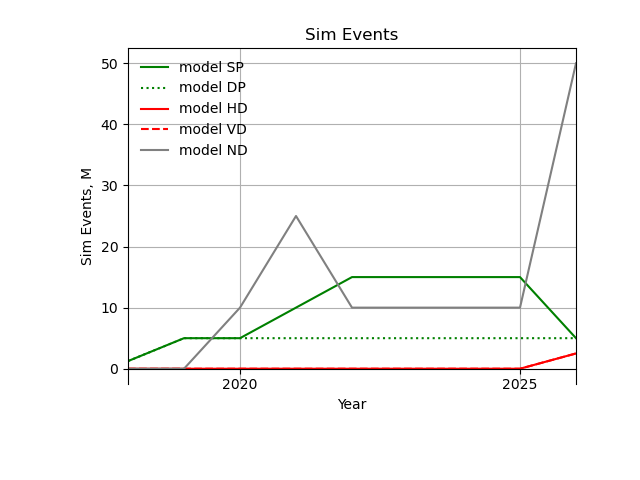 Sim Events
50
40
30
20
10
0
Sim Events, M
model SP
model DP
model HD
model VD
model ND
2020
2025
Year